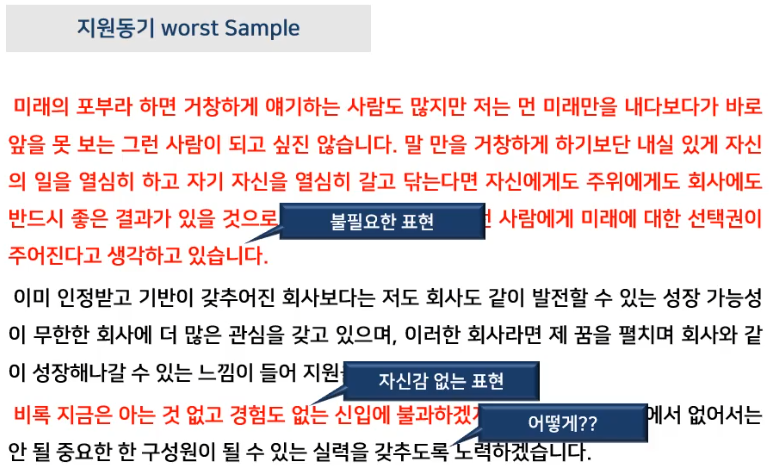 지원동기 worst Sample
미래의 포부라 하면 거창하게 얘기하는 사람도 많지만 저는 먼 미래만을 내다보다가 바로
앞을 못 보는 그런 사람이 되고 싶진 않습니다. 말 만을 거창하게 하기보단 내실 있게 자신
의 일을 열심히 하고 자기 자신을 열심히 갈고 닦는다면 자신에게도 주위에게도 회사에도
반드시 좋은 결과가 있을 것으로 불필요한 표현 사람에게 미래에 대한 선택권이
주어진다고 생각하고 있습니다.
이미 인정받고 기반이 갖추어진 회사보다는 저도 회사도 같이 발전할 수 있는 성장 가능성
이 무한한 회사에 더 많은 관심을 갖고 있으며, 이러한 회사라면 제 꿈을 펼치며 회사와 같
이 성장해나갈 수 있는 느낌이 들어
자신감 없는 표현
비록 지금은 아는 것 없고 경험도 없는 신입에 어떻게?? 없어서는
안 될 중요한 한 구성원이 될 수 있는 실력을 갖추도록 노력하겠습니다.